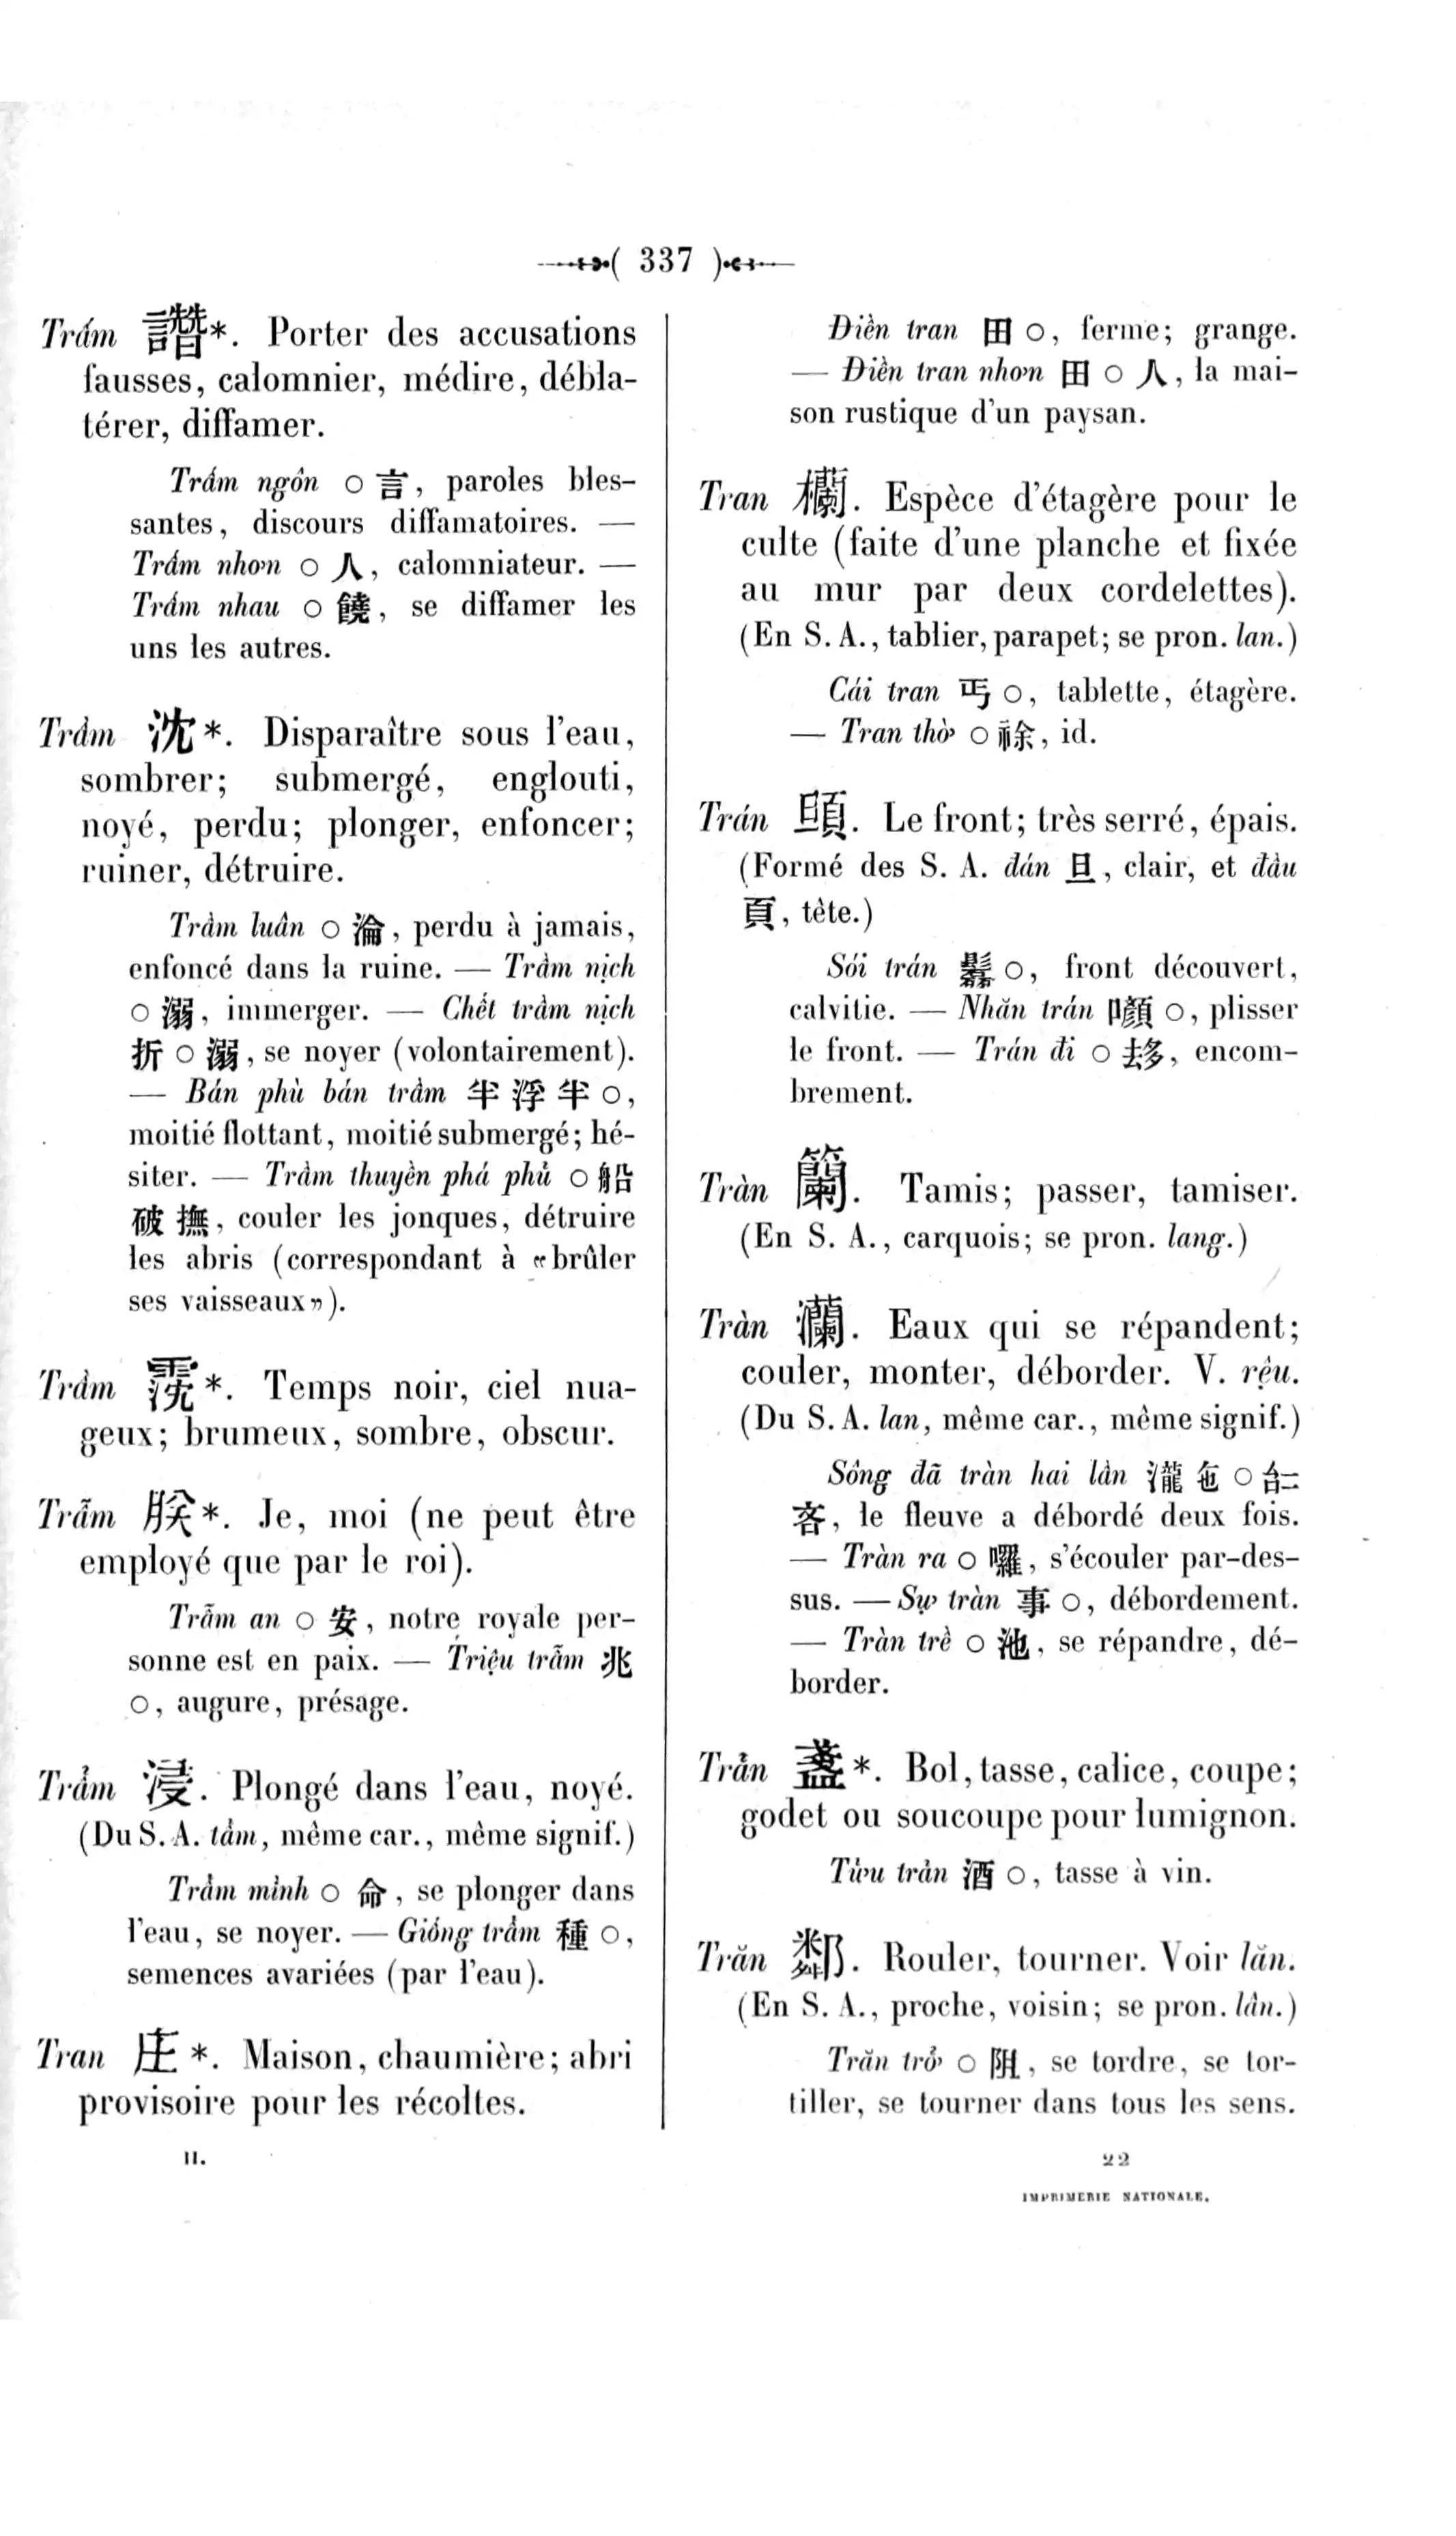 ( 337 )
Trấm 譖*. Porter des accusations
fausses, calomnier, médire, débla-
térer, diffamer.
Trấm ngôn ○ 言, paroles bles-
santes, discours diffamatoires. —
Trấm nhơn ○ 人, calomniateur. —
Trấm nhau ○ 饒, se diffamer les
uns les autres.
Trầm 沈*. Disparaître sous l'eau,
sombrer; submergé, englouti,
noyé, perdu; plonger, enfoncer;
ruiner, détruire.
Trầm luân ○ 淪, perdu à jamais,
enfoncé dans la ruine. — Trầm nịch
○ 溺, immerger. — Chết trầm nịch
折 ○ 溺, se noyer (volontairement).
— Bán phù bán trầm 半 浮 半 ○,
moitié flottant, moitié submergé; hé-
siter. — Trầm thuyền phá phủ ○ 船
破 撫, couler les jonques, détruire
les abris (correspondant à «brûler
ses vaisseaux»).
Trầm *. Temps noir, ciel nua-
geux; brumeux, sombre, obscur.
Trẫm 朕*. Je, moi (ne peut être
employé que par le roi).
Trẫm an ○ 安, notre royale per-
sonne est en paix. — Triệu trẫm 兆
○, augure, présage.
Trẩm 浸. Plongé dans l'eau, noyé.
(Du S. A. tẩm, même car., même signif.)
Trẩm mình ○ 命, se plonger dans
l'eau, se noyer. — Giống trẩm 種 ○,
semences avariées (par l'eau).
Tran 庄*. Maison, chaumière; abri
provisoire pour les récoltes.
II.
Điền tran 田 ○, ferme; grange.
— Điền tran nhơn 田 ○ 人, la mai-
son rustique d'un paysan.
Tran 欄. Espèce d'étagère pour le
culte (faite d'une planche et fixée
au mur par deux cordelettes).
(En S. A., tablier, parapet; se pron. lan.)
Cái tran 丐 ○, tablette, étagère.
— Tran thờ ○ 祿, id.
Trán 顕. Le front; très serré, épais.
(Formé des S. A. đán 旦, clair, et đầu
頁, tête.)
Sói trán ○, front découvert,
calvitie. — Nhăn trán ○, plisser
le front. — Trán đi ○ 𠫾, encom-
brement.
Tràn 籣. Tamis; passer, tamiser.
(En S. A., carquois; se pron. lang.)
Tràn 灡. Eaux qui se répandent;
couler, monter, déborder. V. rệu.
(Du S. A. lan, même car., même signif.)
Sông đã tràn hai lần 瀧 㐌 ○ 𠄩
吝, le fleuve a débordé deux fois.
— Tràn ra ○ 囉, s'écouler par-des-
sus. — Sự tràn 事 ○, débordement.
— Tràn trề ○ 池, se répandre, dé-
border.
Trản 盞*. Bol, tasse, calice, coupe;
godet ou soucoupe pour lumignon.
Tửu trản 酒 ○, tasse à vin.
Trăn 鄰. Rouler, tourner. Voir lăn.
(En S. A., proche, voisin; se pron. lân.)
Trăn trở ○ 阻, se tordre, se tor-
tiller, se tourner dans tous les sens.
22
IMPRIMERIE NATIONALE.